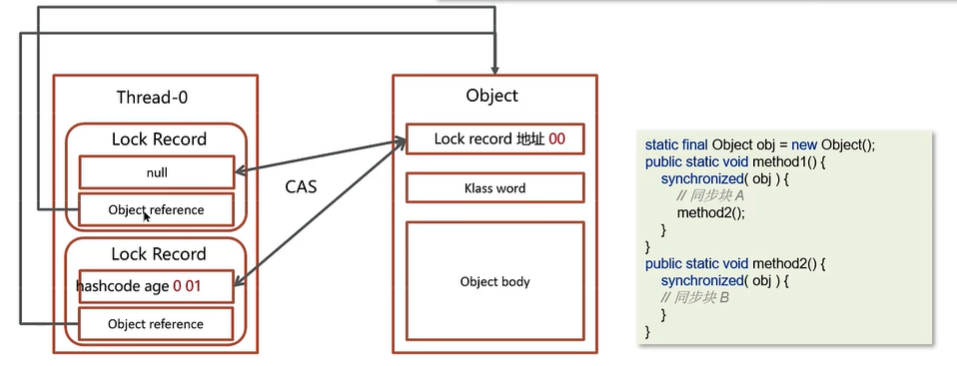 Thread-0
Lock Record
null
Object reference
Lock Record
hashcode age 0 01
Object reference
CAS
Object
Lock record 地址 00
Klass word
Object body
static final Object obj = new Object();
public static void method1() {
synchronized( obj ) {
// 同步块 A
method2();
}
}
public static void method2() {
synchronized( obj ) {
// 同步块 B
}
}